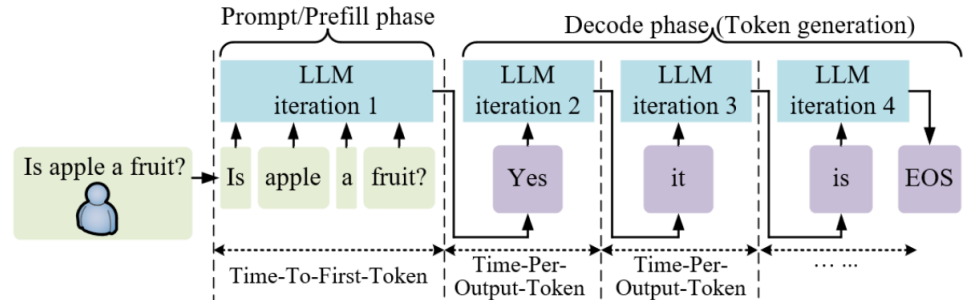 Prompt/Prefill phase
Decode phase (Token generation)
LLM
iteration 1
LLM
iteration 2
LLM
iteration 3
LLM
iteration 4
Is apple a fruit?
Is
apple
a
fruit?
Yes
it
is
EOS
Time-To-First-Token
Time-Per-
Output-Token
Time-Per-
Output-Token
... ...